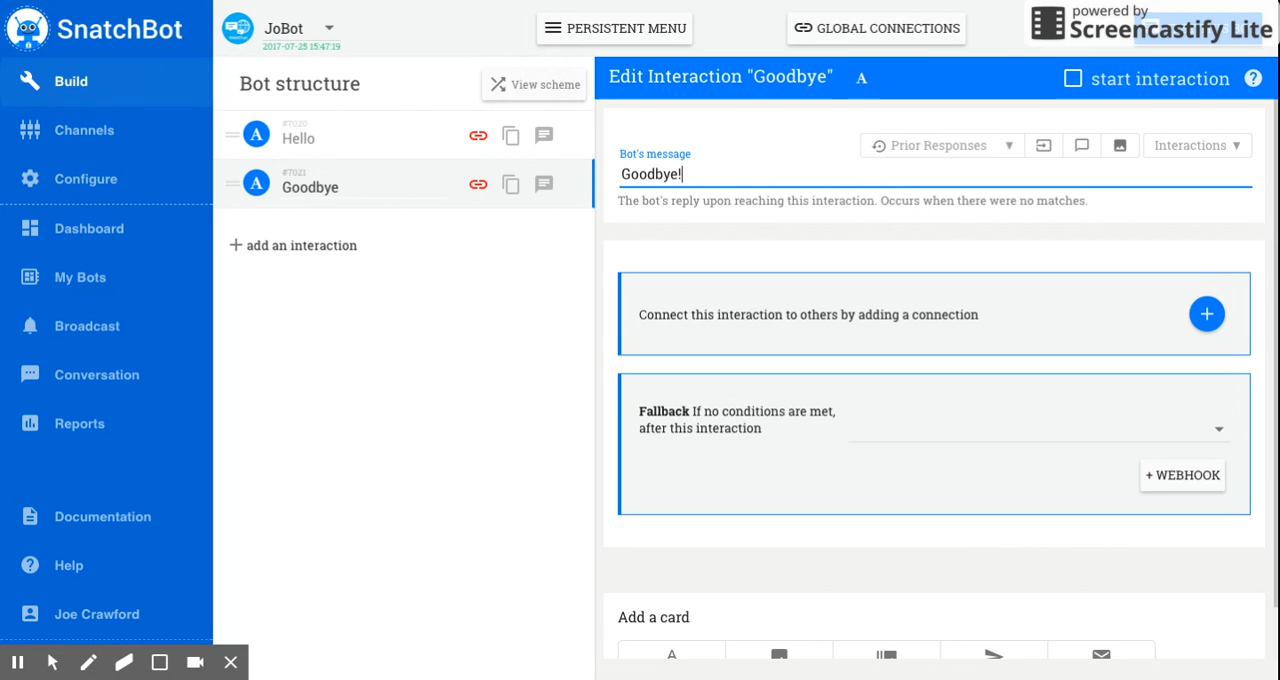 SnatchBot
JoBot
2017-07-25 15:47:19
PERSISTENT MENU
GLOBAL CONNECTIONS
powered by
Screencastify Lite
Build
Channels
Configure
Dashboard
My Bots
Broadcast
Conversation
Reports
Documentation
Help
Joe Crawford
Bot structure
View scheme
A
#7020
Hello
A
#7021
Goodbye
+ add an interaction
Edit Interaction "Goodbye"
A
start interaction
Prior Responses
Interactions
Bot's message
Goodbye!
The bot's reply upon reaching this interaction. Occurs when there were no matches.
Connect this interaction to others by adding a connection
+
Fallback If no conditions are met,
after this interaction
+ WEBHOOK
Add a card
A